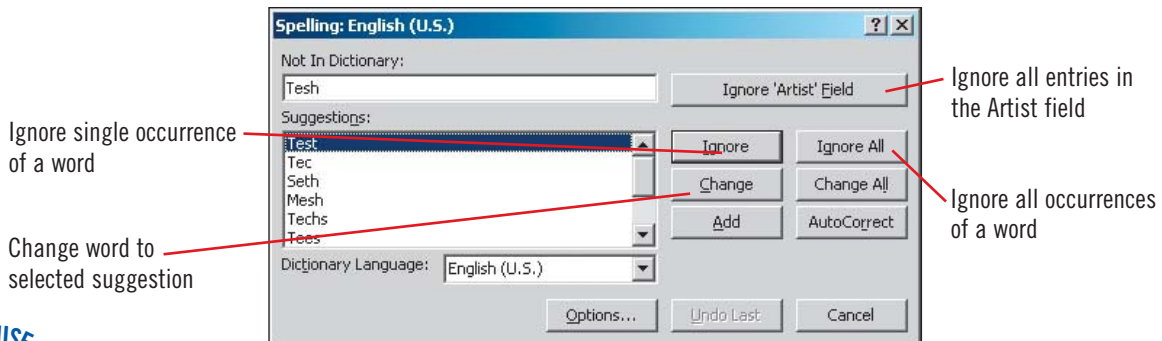 Spelling: English (U.S.)
Not In Dictionary:
Tesh
Ignore 'Artist' Field
Ignore all entries in
the Artist field
Suggestions:
Ignore single occurrence
of a word
Test
Tec
Seth
Mesh
Techs
Tees
Ignore
Ignore All
Change
Change All
Add
AutoCorrect
Ignore all occurrences
of a word
Change word to
selected suggestion
Dictionary Language:
English (U.S.)
Options...
Undo Last
Cancel